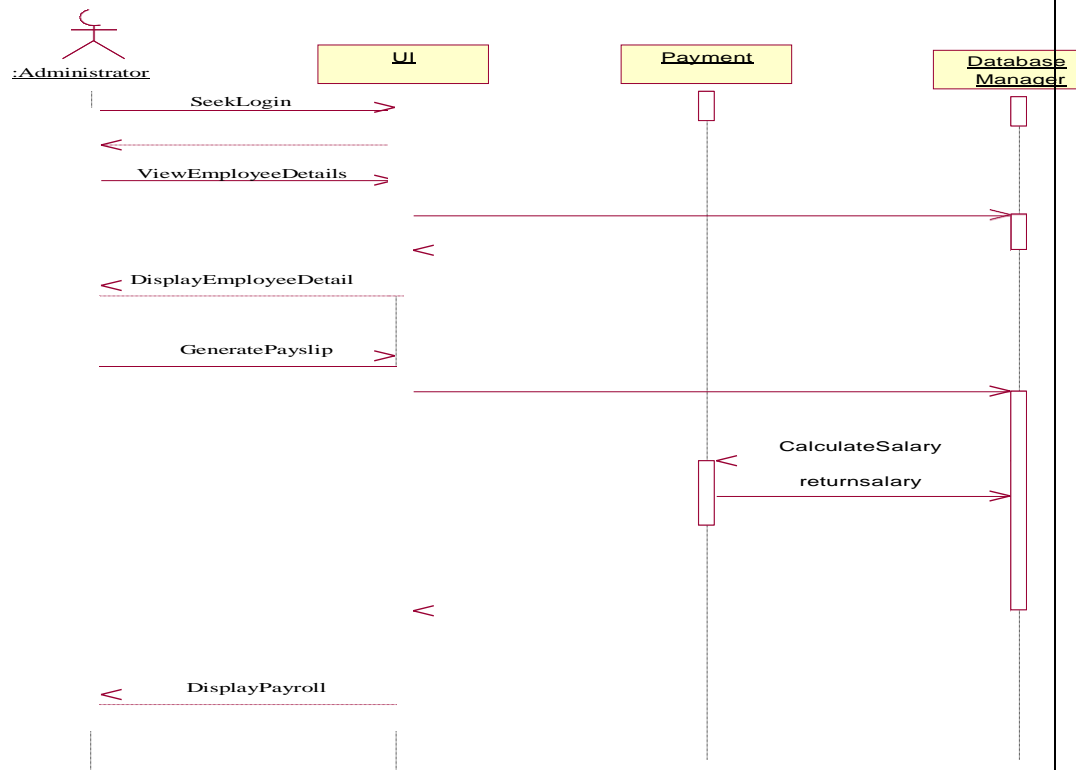 :Administrator
UI
Payment
Database
Manager
SeekLogin
ViewEmployeeDetails
DisplayEmployeeDetail
GeneratePayslip
CalculateSalary
returnsalary
DisplayPayroll